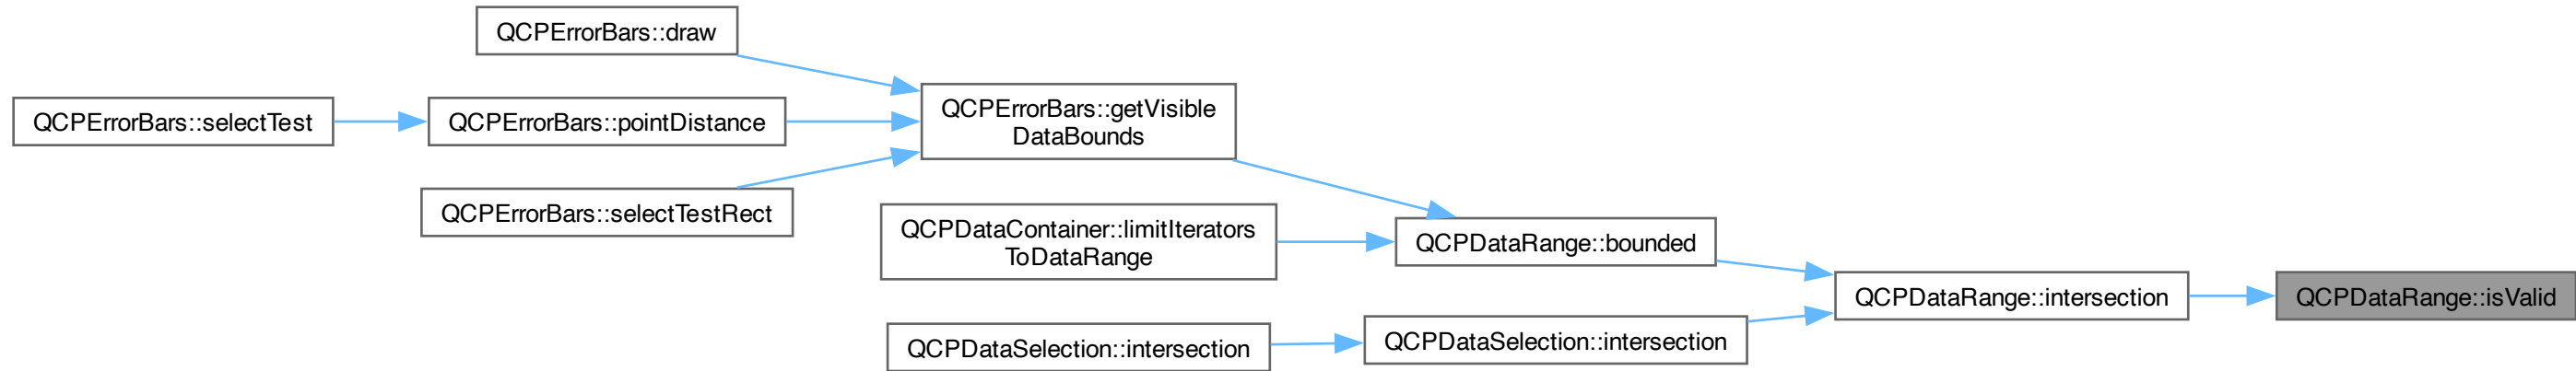 QCPErrorBars::draw
QCPErrorBars::getVisible
DataBounds
QCPErrorBars::selectTest
QCPErrorBars::pointDistance
QCPErrorBars::selectTestRect
QCPDataContainer::limitIterators
ToDataRange
QCPDataRange::bounded
QCPDataRange::intersection
QCPDataRange::isValid
QCPDataSelection::intersection
QCPDataSelection::intersection